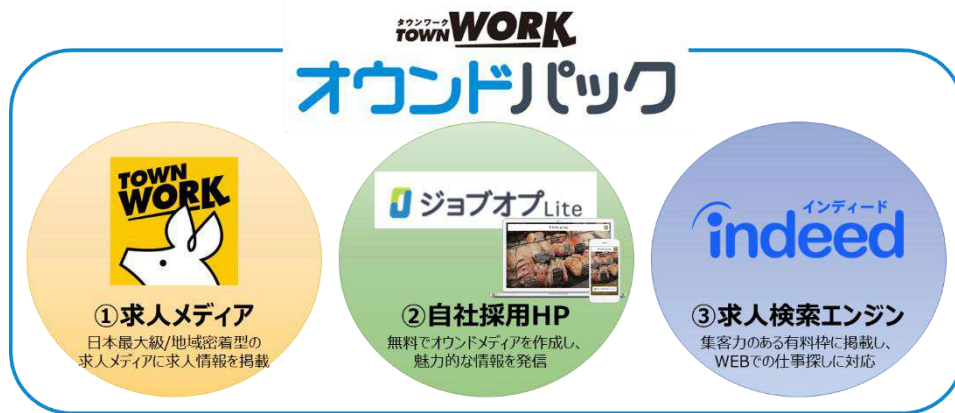 タウンワーク
TOWN WORK
オウンドパック
TOWN
WORK
ジョブオプLite
インディード
indeed
①求人メディア
日本最大級/地域密着型の
求人メディアに求人情報を掲載
②自社採用HP
無料でオウンドメディアを作成し、
魅力的な情報を発信
③求人検索エンジン
集客力のある有料枠に掲載し、
WEBでの仕事探しに対応